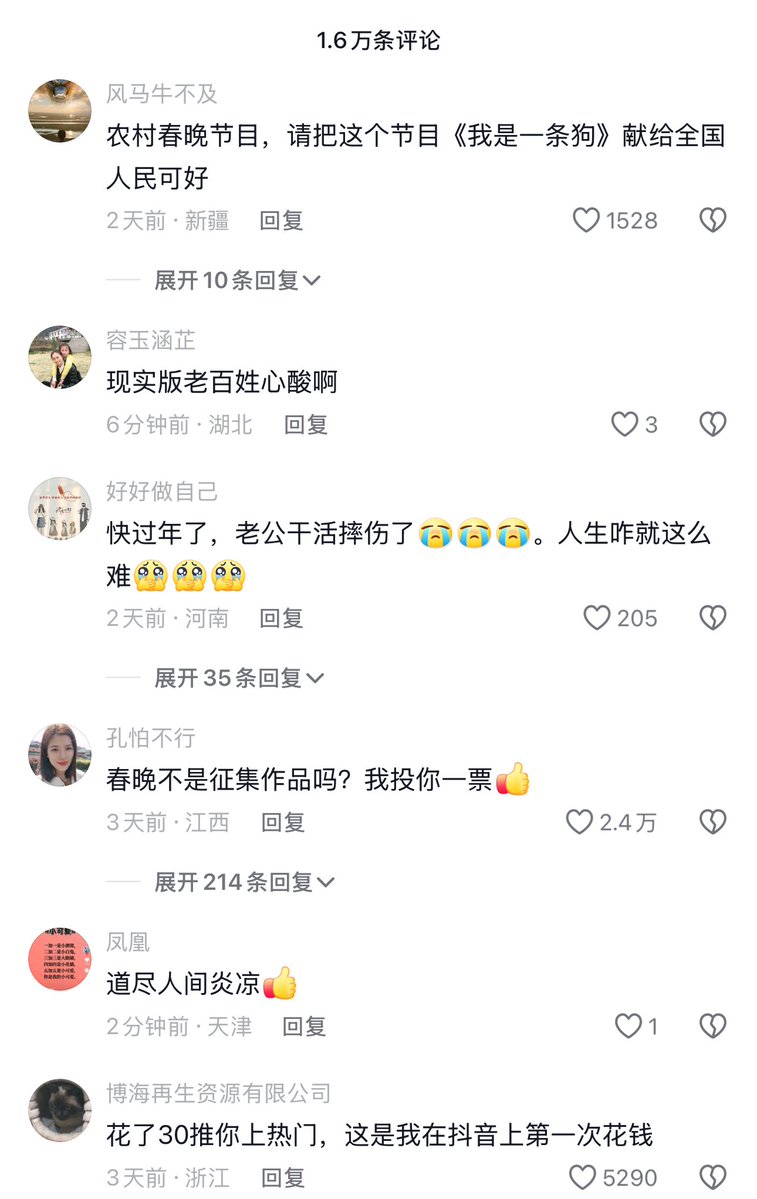 1.6万条评论
风马牛不及
农村春晚节目，请把这个节目《我是一条狗》献给全国
人民可好
2天前 · 新疆 回复 1528
展开10条回复
容玉涵芷
现实版老百姓心酸啊
6分钟前 · 湖北 回复 3
好好做自己
快过年了，老公干活摔伤了😭😭😭。人生咋就这么
难🥹🥹🥹
2天前 · 河南 回复 205
展开35条回复
孔怕不行
春晚不是征集作品吗？我投你一票👍
3天前 · 江西 回复 2.4万
展开214条回复
凤凰
道尽人间炎凉👍
2分钟前 · 天津 回复 1
博海再生资源有限公司
花了30推你上热门，这是我在抖音上第一次花钱
3天前 · 浙江 回复 5290